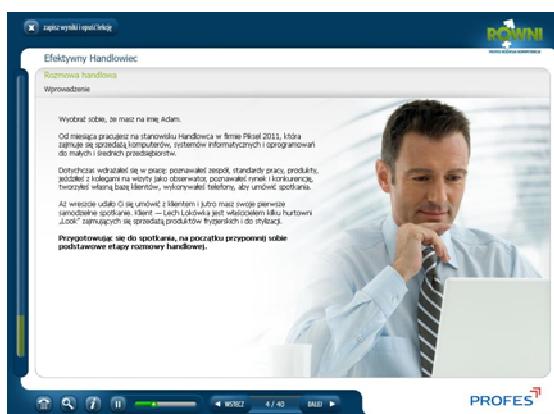 zapisz wyniki i opuść lekcję
RÓWNI
Efektywny Handlowiec
Rozmowa handlowa
Wprowadzenie
Wyobraź sobie, że masz na imię Adam.
Od miesiąca pracujesz na stanowisku Handlowca w firmie Piksel 2011, która
zajmuje się sprzedażą komputerów, systemów informatycznych i oprogramowań
do małych i średnich przedsiębiorstw.
Dotychczas wdrażałeś się w pracę: poznawałeś zespół, standardy pracy, produkty,
jeździłeś z kolegami na wizyty jako obserwator, poznawałeś rynek i konkurencję,
tworzyłeś własną bazę klientów, wykonywałeś telefony, aby umówić spotkania.
Aż wreszcie udało Ci się umówić z klientem i jutro masz swoje pierwsze
samodzielne spotkanie. Klient — Lech Lokówka jest właścicielem kilku hurtowni
„Look" zajmujących się sprzedażą produktów fryzjerskich i do stylizacji.
Przygotowując się do spotkania, na początku przypomnij sobie
podstawowe etapy rozmowy handlowej.
WSTECZ 4 / 43 DALEJ
PROFES